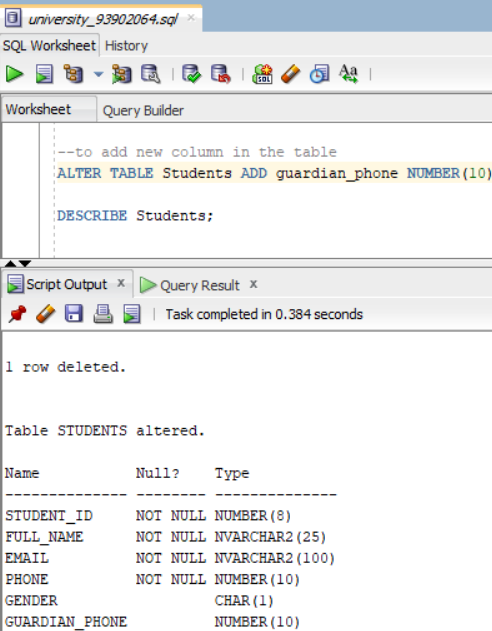 university_93902064.sql ×
SQL Worksheet History
Worksheet Query Builder
--to add new column in the table
ALTER TABLE Students ADD guardian_phone NUMBER(10)
DESCRIBE Students;
Script Output x Query Result x
Task completed in 0.384 seconds
1 row deleted.
Table STUDENTS altered.
Name Null? Type
-------------- -------- --------------
STUDENT_ID NOT NULL NUMBER(8)
FULL_NAME NOT NULL NVARCHAR2(25)
EMAIL NOT NULL NVARCHAR2(100)
PHONE NOT NULL NUMBER(10)
GENDER CHAR(1)
GUARDIAN_PHONE NUMBER(10)